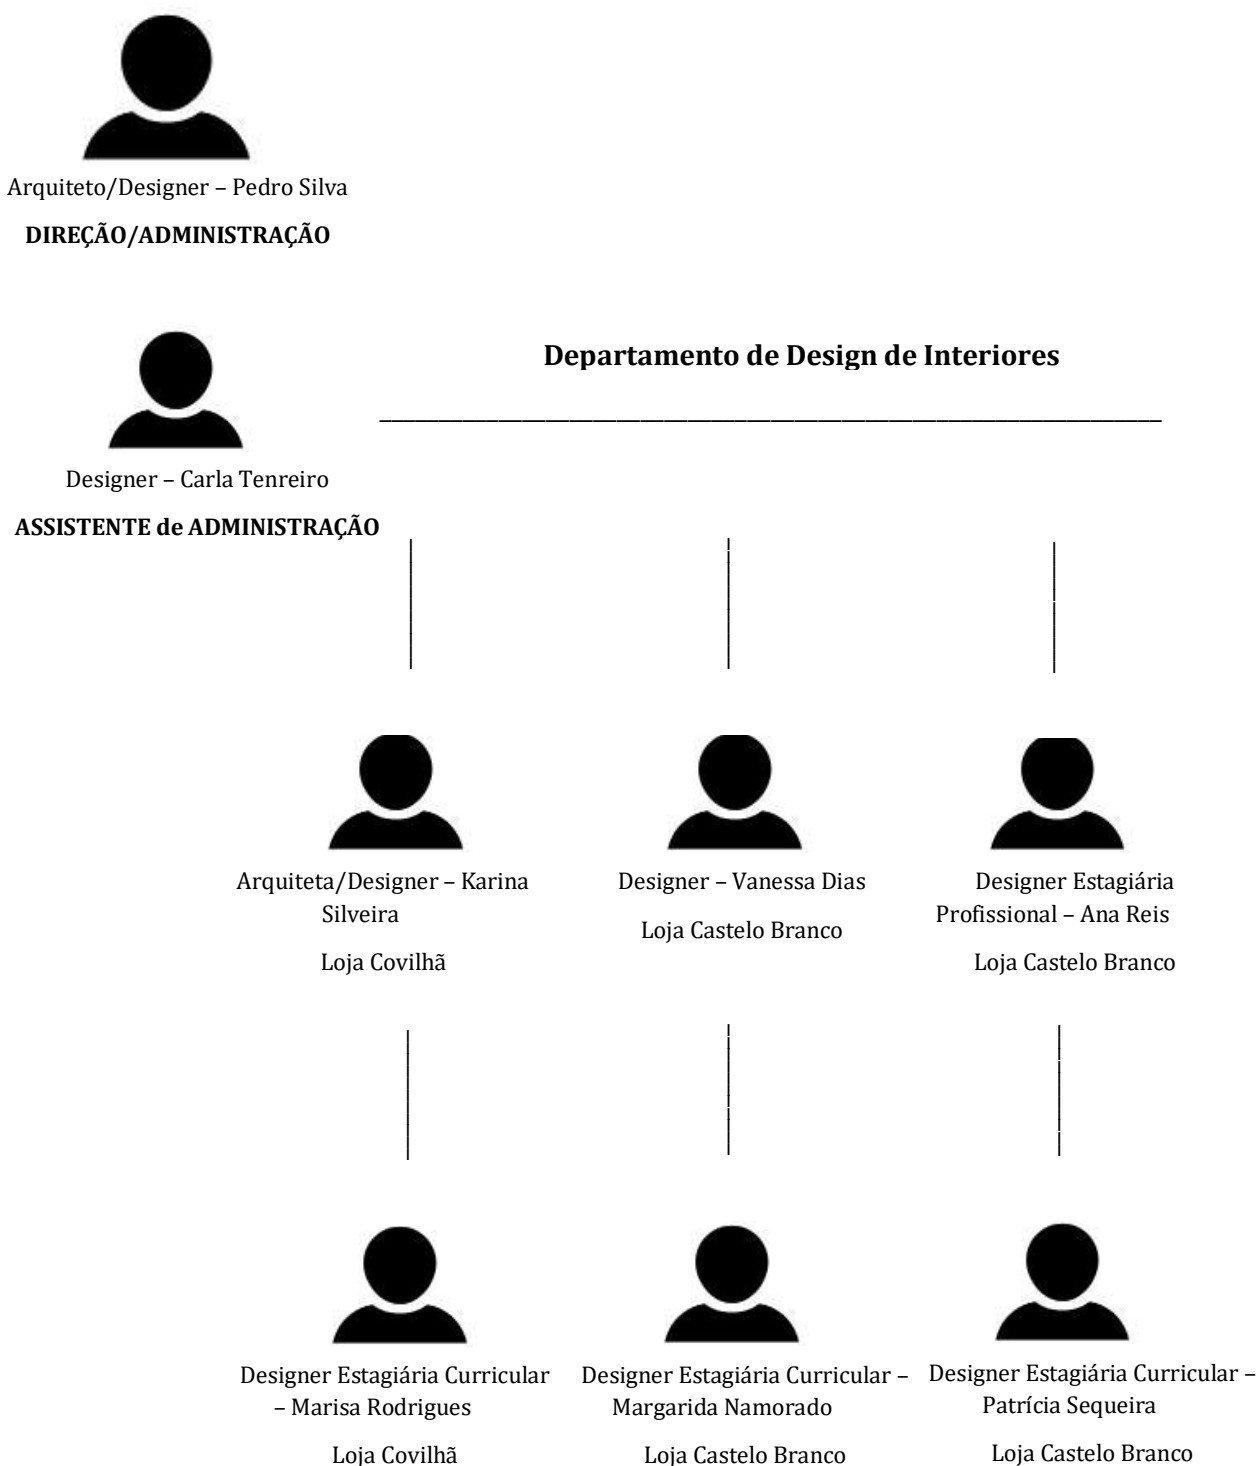 Arquiteto/Designer – Pedro Silva
DIREÇÃO/ADMINISTRAÇÃO
Departamento de Design de Interiores
Designer – Carla Tenreiro
ASSISTENTE de ADMINISTRAÇÃO
Arquiteta/Designer – Karina
Silveira
Loja Covilhã
Designer – Vanessa Dias
Loja Castelo Branco
Designer Estagiária
Profissional – Ana Reis
Loja Castelo Branco
Designer Estagiária Curricular
– Marisa Rodrigues
Loja Covilhã
Designer Estagiária Curricular –
Margarida Namorado
Loja Castelo Branco
Designer Estagiária Curricular –
Patrícia Sequeira
Loja Castelo Branco